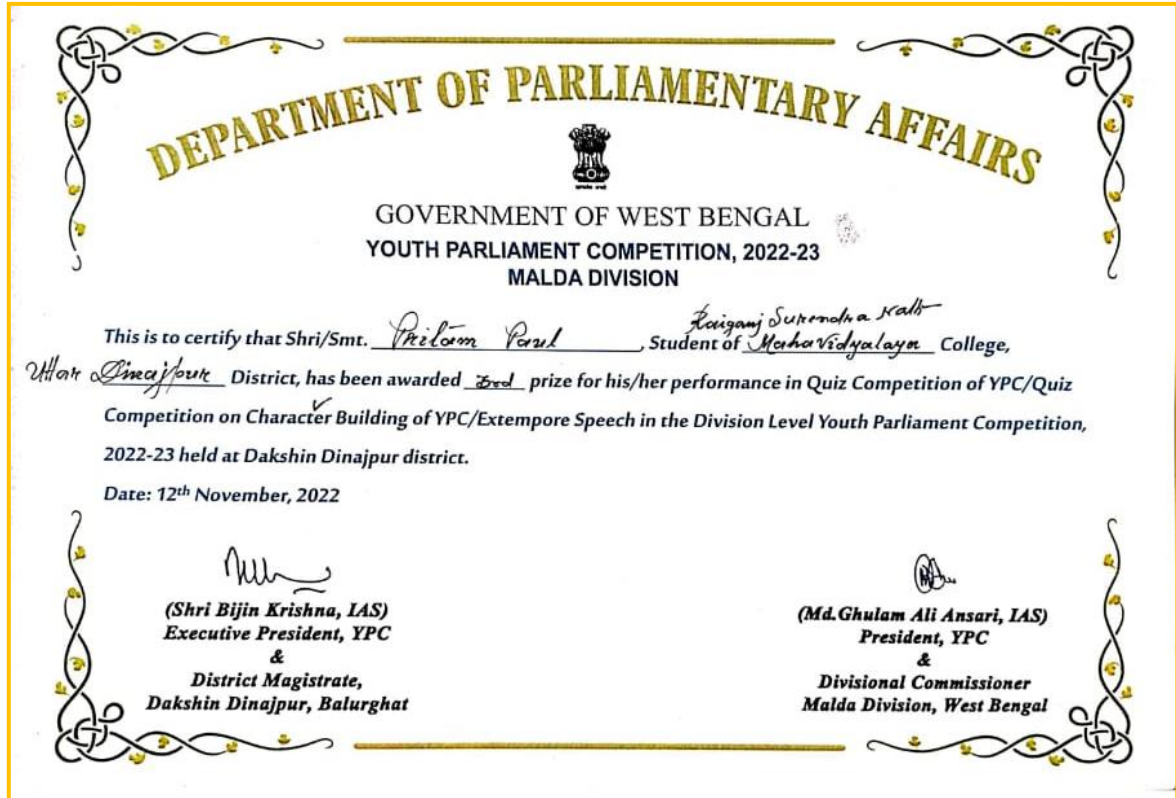 DEPARTMENT OF PARLIAMENTARY AFFAIRS
GOVERNMENT OF WEST BENGAL
YOUTH PARLIAMENT COMPETITION, 2022-23
MALDA DIVISION
This is to certify that Shri/Smt. Pritam Paul, Student of Raiganj Surendra Nath Mahavidyalaya College,
Uttar Dinajpur District, has been awarded prize for his/her performance in Quiz Competition of YPC/Quiz
Competition on Character Building of YPC/Extempore Speech in the Division Level Youth Parliament Competition,
2022-23 held at Dakshin Dinajpur district.
Date: 12th November, 2022
(Shri Bijin Krishna, IAS)
Executive President, YPC
&
District Magistrate,
Dakshin Dinajpur, Balurghat
(Md.Ghulam Ali Ansari, IAS)
President, YPC
&
Divisional Commissioner
Malda Division, West Bengal